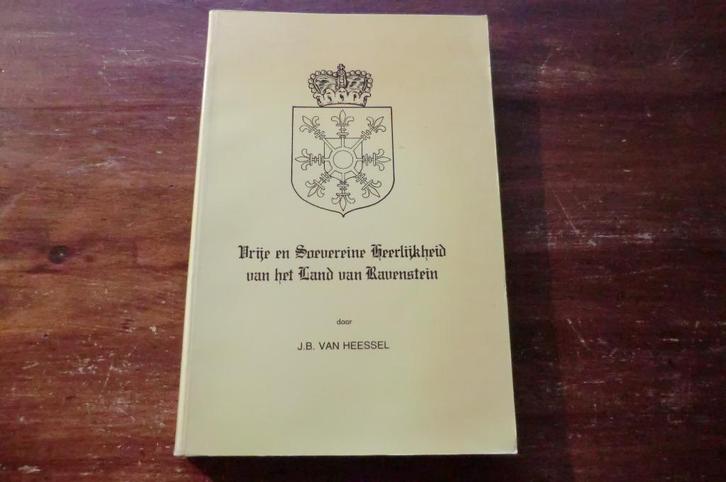 Vrije en Soevereine Heerlijkheid
van het Land van Ravenstein
door
J.B. VAN HEESSEL